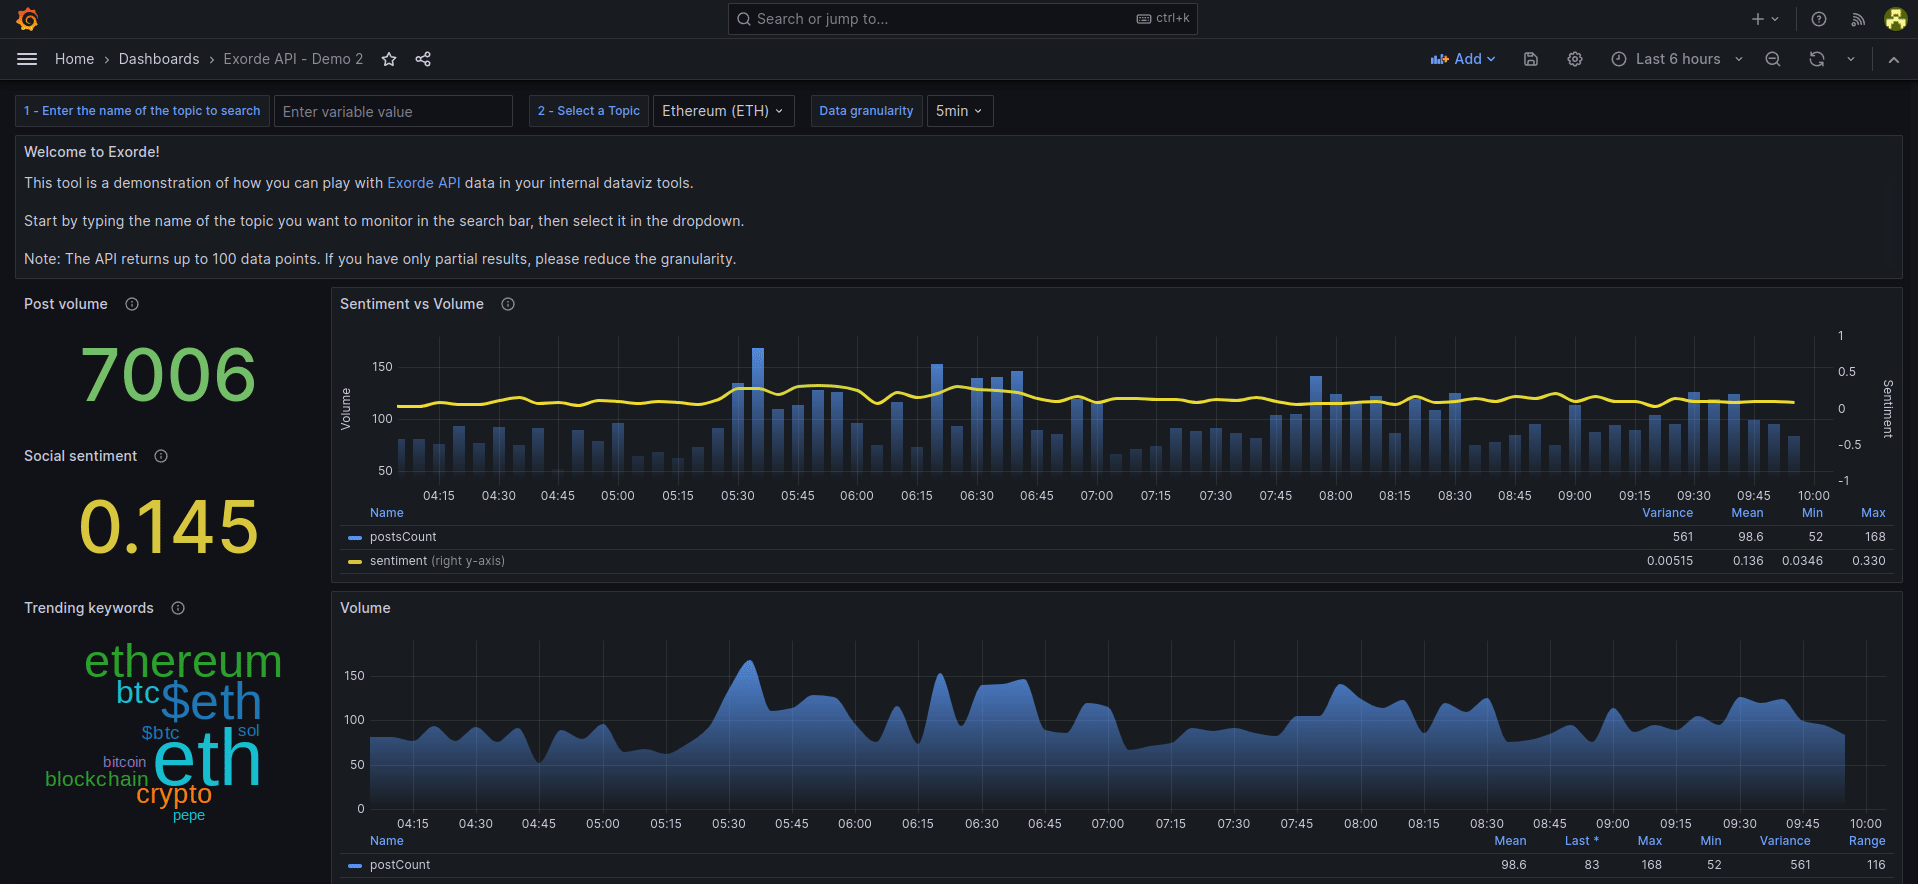 Search or jump to... ctrl+k
Home › Dashboards › Exorde API - Demo 2
Add
Last 6 hours
1 - Enter the name of the topic to search Enter variable value 2 - Select a Topic Ethereum (ETH) Data granularity 5min
Welcome to Exorde!
This tool is a demonstration of how you can play with Exorde API data in your internal dataviz tools.
Start by typing the name of the topic you want to monitor in the search bar, then select it in the dropdown.
Note: The API returns up to 100 data points. If you have only partial results, please reduce the granularity.
Post volume
7006
Social sentiment
0.145
Trending keywords
ethereum
btc $eth
$btc sol
eth
bitcoin
blockchain
crypto
pepe
Sentiment vs Volume
Volume
150
100
50
1
0.5
0
-0.5
-1
Sentiment
04:15 04:30 04:45 05:00 05:15 05:30 05:45 06:00 06:15 06:30 06:45 07:00 07:15 07:30 07:45 08:00 08:15 08:30 08:45 09:00 09:15 09:30 09:45 10:00
Name Variance Mean Min Max
postsCount 561 98.6 52 168
sentiment (right y-axis) 0.00515 0.136 0.0346 0.330
Volume
150
100
50
0
04:15 04:30 04:45 05:00 05:15 05:30 05:45 06:00 06:15 06:30 06:45 07:00 07:15 07:30 07:45 08:00 08:15 08:30 08:45 09:00 09:15 09:30 09:45 10:00
Name Mean Last * Max Min Variance Range
postCount 98.6 83 168 52 561 116